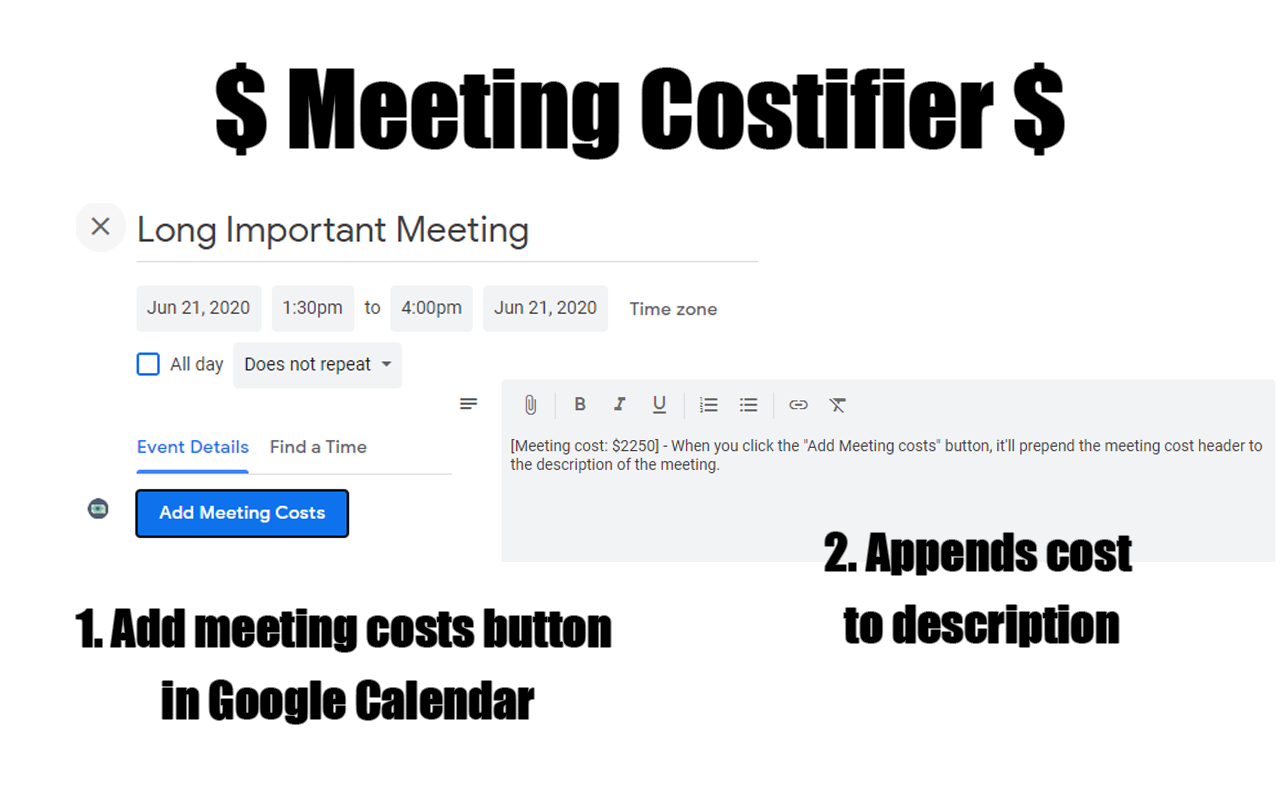 $ Meeting Costifier $
Long Important Meeting
Jun 21, 2020 1:30pm to 4:00pm Jun 21, 2020 Time zone
All day Does not repeat
B I U
[Meeting cost: $2250] - When you click the "Add Meeting costs" button, it'll prepend the meeting cost header to
the description of the meeting.
Event Details Find a Time
Add Meeting Costs
2. Appends cost
to description
1. Add meeting costs button
in Google Calendar